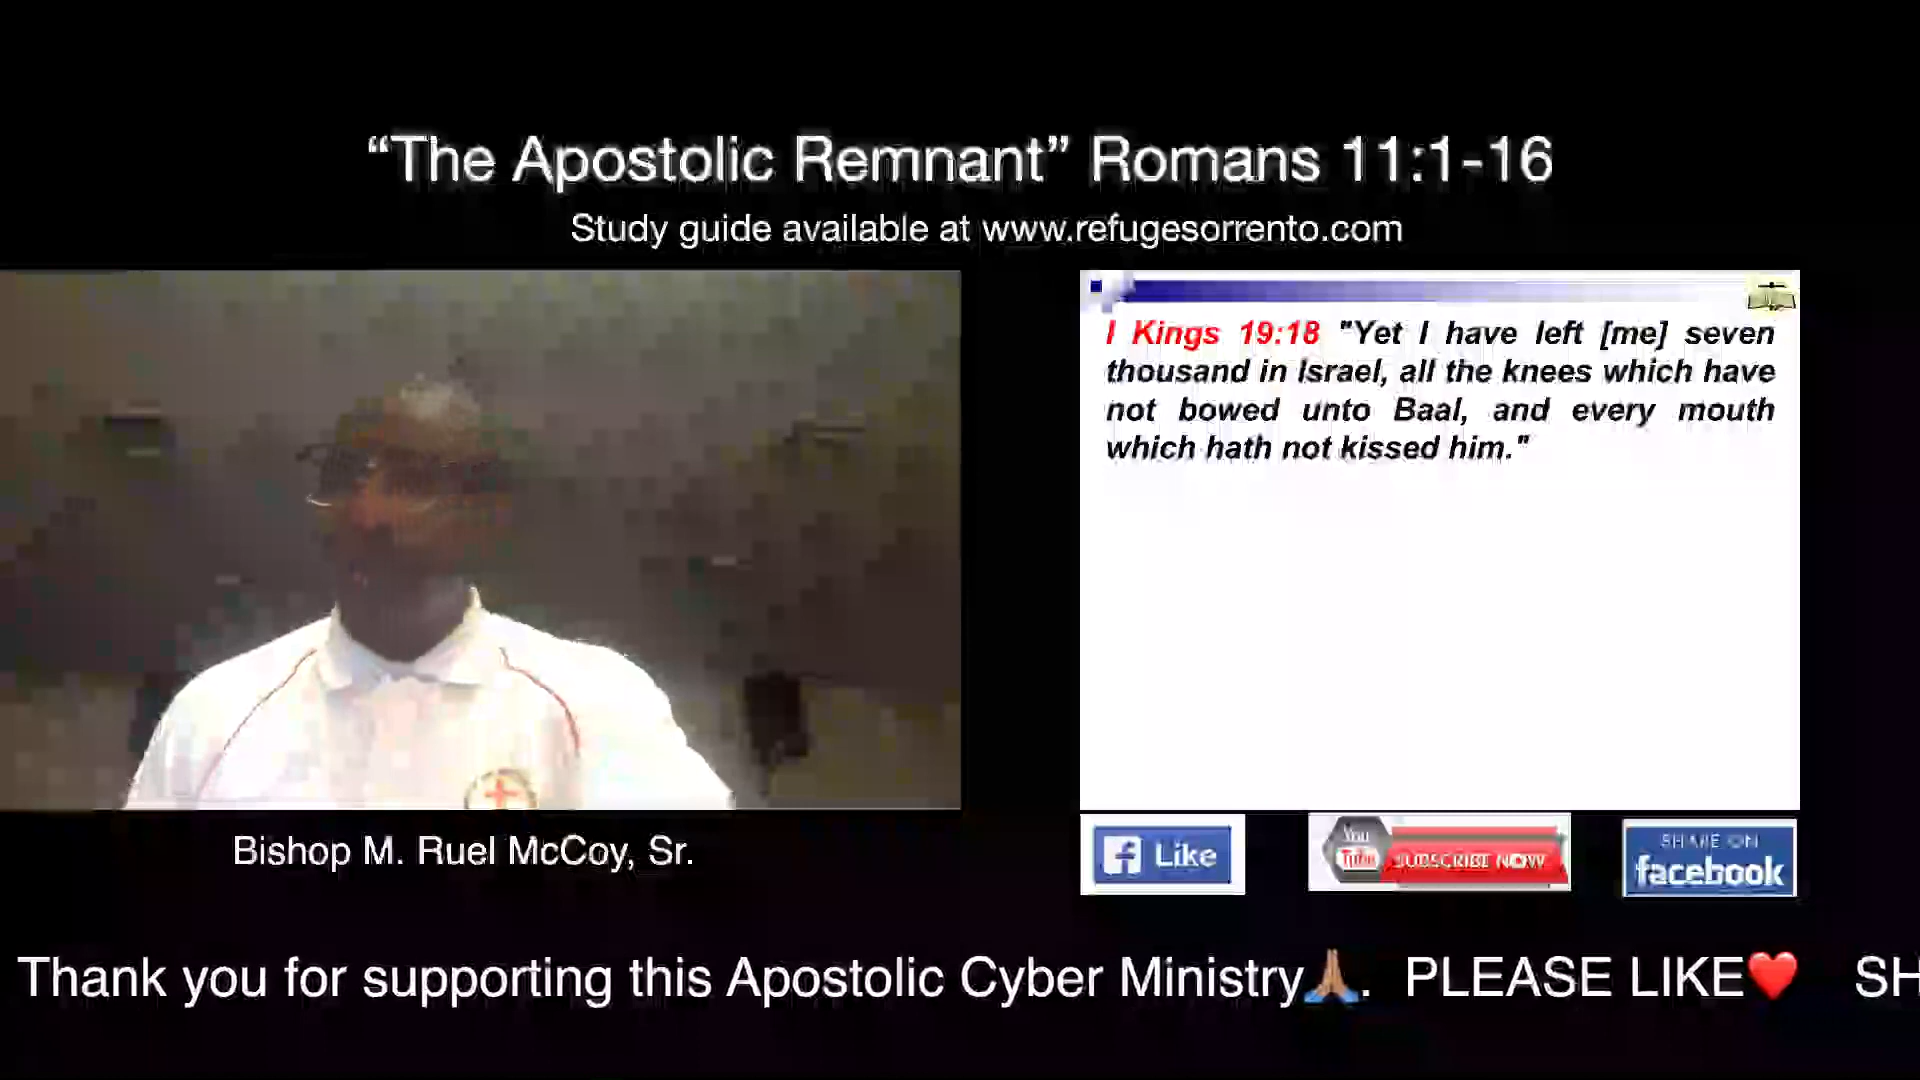 “The Apostolic Remnant” Romans 11:1-16
Study guide available at www.refugesorrento.com
I Kings 19:18 "Yet I have left [me] seven
thousand in Israel, all the knees which have
not bowed unto Baal, and every mouth
which hath not kissed him."
Bishop M. Ruel McCoy, Sr.
Like
You
Tube
SUBSCRIBE NOW
SHARE ON
facebook
Thank you for supporting this Apostolic Cyber Ministry🙏🏽. PLEASE LIKE❤️ SH